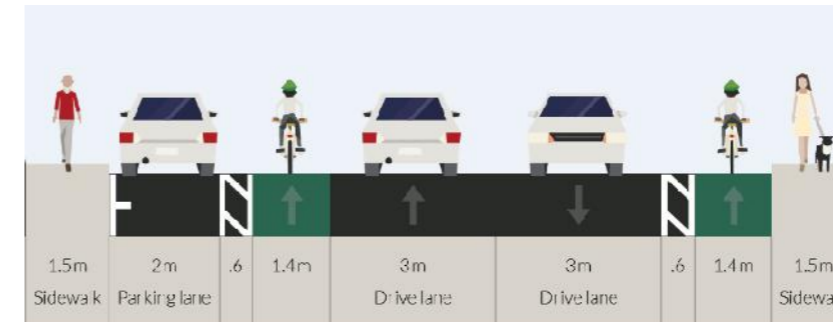 1.5m 2m .6 1.4m 3m 3m .6 1.4m 1.5m
Sidewalk Parking lane Drive lane Drive lane Sidewa